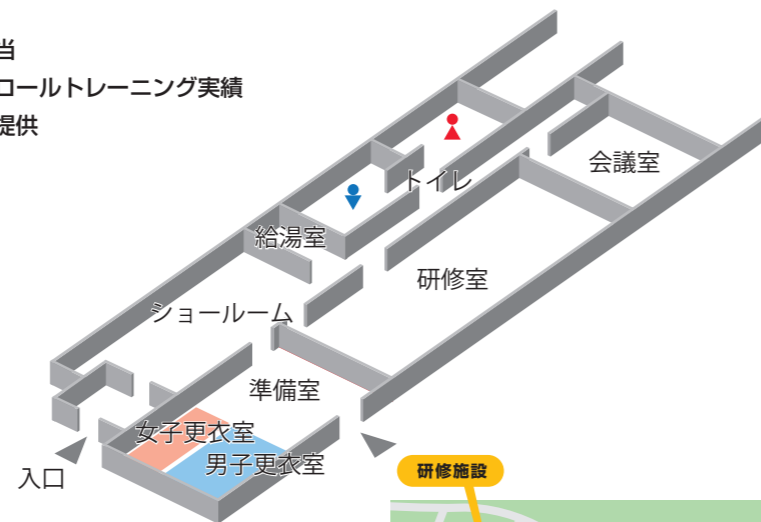 当
コールトレーニング実績
提供
会議室
トイレ
給湯室
研修室
ショールーム
準備室
女子更衣室
男子更衣室
入口
研修施設